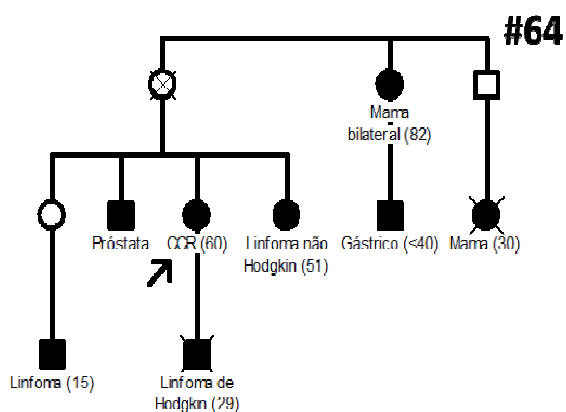 #64
Mama
bilateral (82)
Próstata
CCR (60)
Linfoma não
Hodgkin (51)
Gástrico (<40)
Mama (30)
Linfoma (15)
Linfoma de
Hodgkin (29)